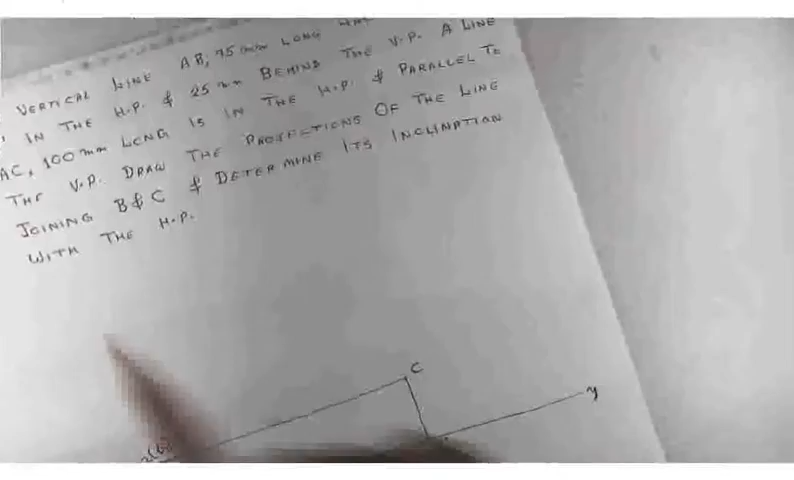 VERTICAL LINE AB, 75 mm LONG HAS
IN THE H.P. & 25 mm BEHIND THE V.P. A LINE
AC, 100 mm LONG IS IN THE H.P. & PARALLEL TO
THE V.P. DRAW THE PROJECTIONS OF THE LINE
JOINING B & C & DETERMINE ITS INCLINATION
WITH THE H.P.
C
y